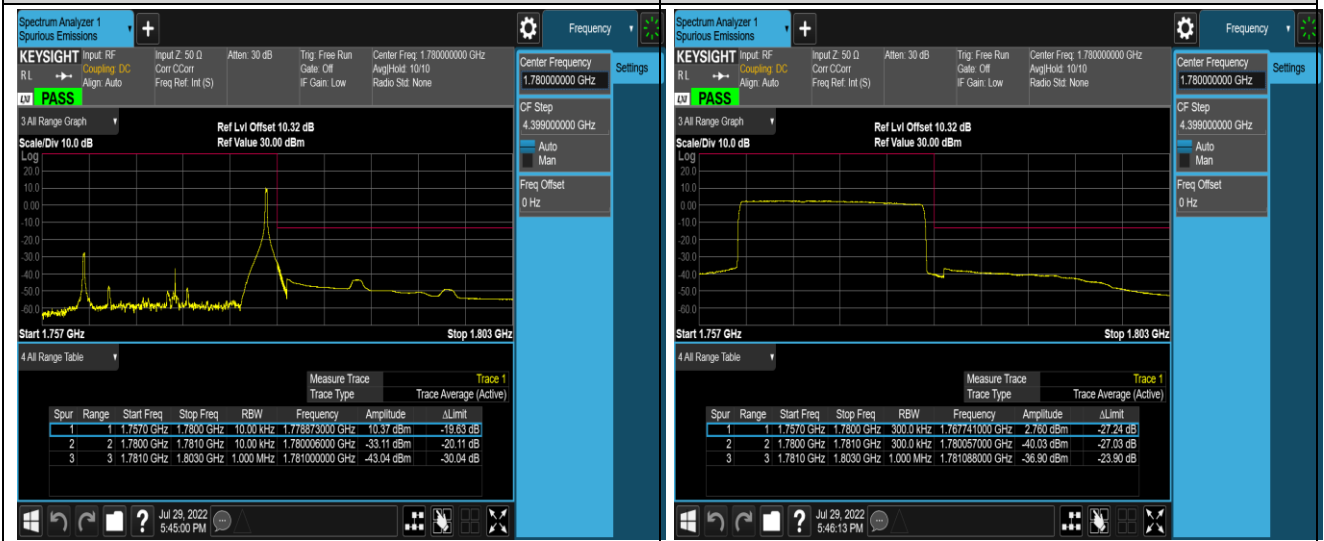 Spectrum Analyzer 1
Spurious Emissions
+
Frequency
KEYSIGHT
Input: RF
Input Z: 50 Ω
Atten: 30 dB
Trig: Free Run
Center Freq: 1.780000000 GHz
RL
Coupling: DC
Corr CCorr
Gate: Off
Avg|Hold: 10/10
Align: Auto
Freq Ref: Int (S)
IF Gain: Low
Radio Std: None
LXI
PASS
Center Frequency
1.780000000 GHz
Settings
CF Step
4.399000000 GHz
Auto
Man
Freq Offset
0 Hz
3 All Range Graph
Ref Lvl Offset 10.32 dB
Scale/Div 10.0 dB
Ref Value 30.00 dBm
Log
20.0
10.0
0.00
-10.0
-20.0
-30.0
-40.0
-50.0
-60.0
Start 1.757 GHz
Stop 1.803 GHz
4 All Range Table
Measure Trace Trace 1
Trace Type Trace Average (Active)
Spur Range Start Freq Stop Freq RBW Frequency Amplitude ΔLimit
1 1 1.7570 GHz 1.7800 GHz 10.00 kHz 1.778873000 GHz 10.37 dBm -19.63 dB
2 2 1.7800 GHz 1.7810 GHz 10.00 kHz 1.780006000 GHz -33.11 dBm -20.11 dB
3 3 1.7810 GHz 1.8030 GHz 1.000 MHz 1.781000000 GHz -43.04 dBm -30.04 dB
?
Jul 29, 2022
5:45:00 PM
Spectrum Analyzer 1
Spurious Emissions
+
Frequency
KEYSIGHT
Input: RF
Input Z: 50 Ω
Atten: 30 dB
Trig: Free Run
Center Freq: 1.780000000 GHz
RL
Coupling: DC
Corr CCorr
Gate: Off
Avg|Hold: 10/10
Align: Auto
Freq Ref: Int (S)
IF Gain: Low
Radio Std: None
LXI
PASS
Center Frequency
1.780000000 GHz
Settings
CF Step
4.399000000 GHz
Auto
Man
Freq Offset
0 Hz
3 All Range Graph
Ref Lvl Offset 10.32 dB
Scale/Div 10.0 dB
Ref Value 30.00 dBm
Log
20.0
10.0
0.00
-10.0
-20.0
-30.0
-40.0
-50.0
-60.0
Start 1.757 GHz
Stop 1.803 GHz
4 All Range Table
Measure Trace Trace 1
Trace Type Trace Average (Active)
Spur Range Start Freq Stop Freq RBW Frequency Amplitude ΔLimit
1 1 1.7570 GHz 1.7800 GHz 300.0 kHz 1.767741000 GHz 2.760 dBm -27.24 dB
2 2 1.7800 GHz 1.7810 GHz 300.0 kHz 1.780057000 GHz -40.03 dBm -27.03 dB
3 3 1.7810 GHz 1.8030 GHz 1.000 MHz 1.781088000 GHz -36.90 dBm -23.90 dB
?
Jul 29, 2022
5:46:13 PM